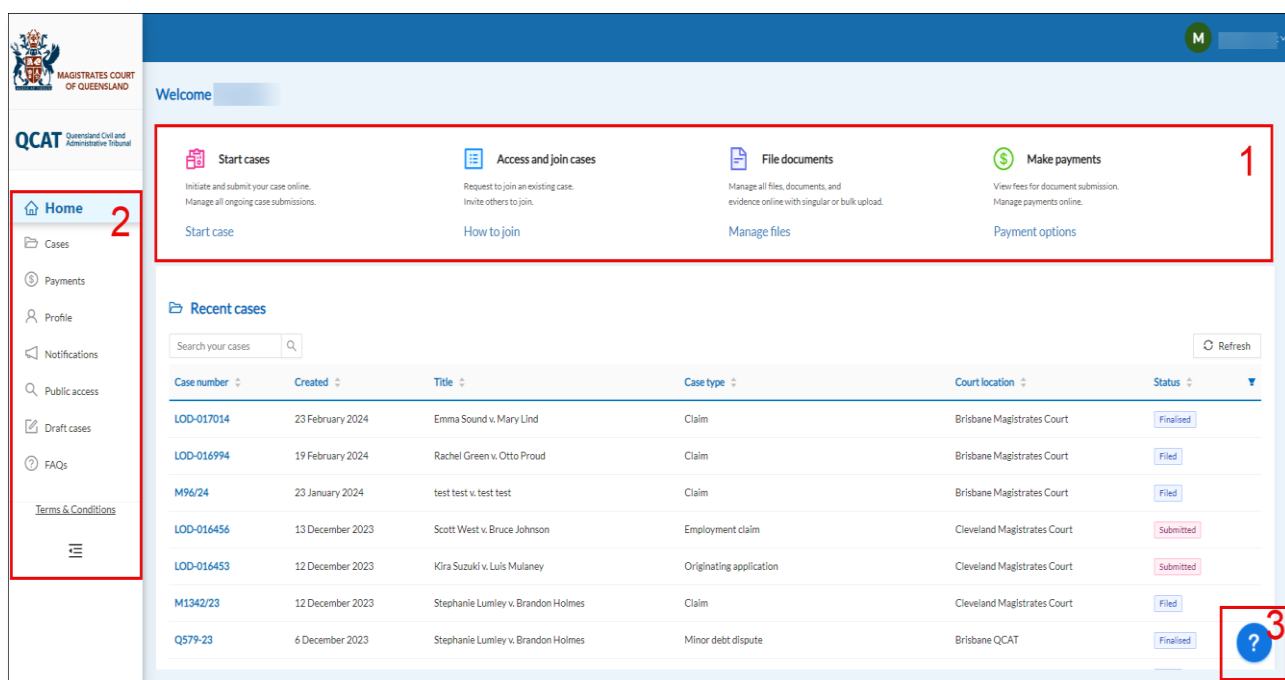 MAGISTRATES COURT
OF QUEENSLAND
QCAT Queensland Civil and
Administrative Tribunal
2
Home
Cases
Payments
Profile
Notifications
Public access
Draft cases
FAQs
Terms & Conditions
M
Welcome
1
Start cases
Initiate and submit your case online.
Manage all ongoing case submissions.
Start case
Access and join cases
Request to join an existing case.
Invite others to join.
How to join
File documents
Manage all files, documents, and
evidence online with singular or bulk upload.
Manage files
Make payments
View fees for document submission.
Manage payments online.
Payment options
Recent cases
Search your cases
Refresh
Case number Created Title Case type Court location Status
LOD-017014 23 February 2024 Emma Sound v. Mary Lind Claim Brisbane Magistrates Court Finalised
LOD-016994 19 February 2024 Rachel Green v. Otto Proud Claim Brisbane Magistrates Court Filed
M96/24 23 January 2024 test test v. test test Claim Brisbane Magistrates Court Filed
LOD-016456 13 December 2023 Scott West v. Bruce Johnson Employment claim Cleveland Magistrates Court Submitted
LOD-016453 12 December 2023 Kira Suzuki v. Luis Mulaney Originating application Cleveland Magistrates Court Submitted
M1342/23 12 December 2023 Stephanie Lumley v. Brandon Holmes Claim Cleveland Magistrates Court Filed
Q579-23 6 December 2023 Stephanie Lumley v. Brandon Holmes Minor debt dispute Brisbane QCAT Finalised
3
?